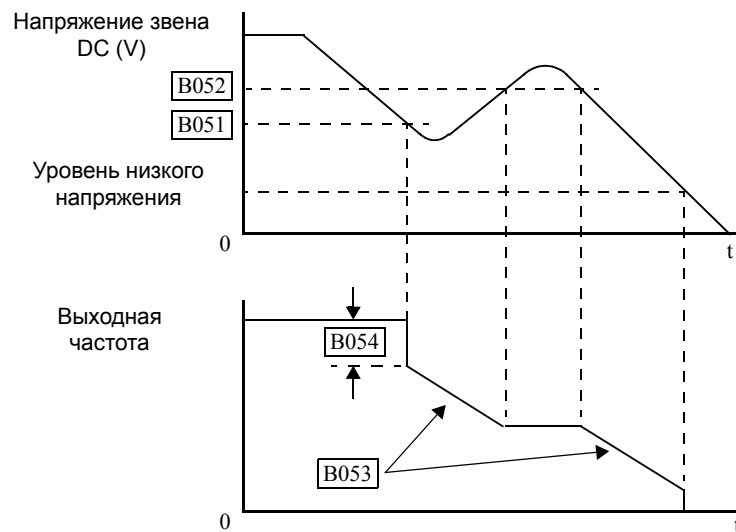 Напряжение звена
DC (V)
B052
B051
Уровень низкого
напряжения
0
t
Выходная
частота
B054
B053
0
t